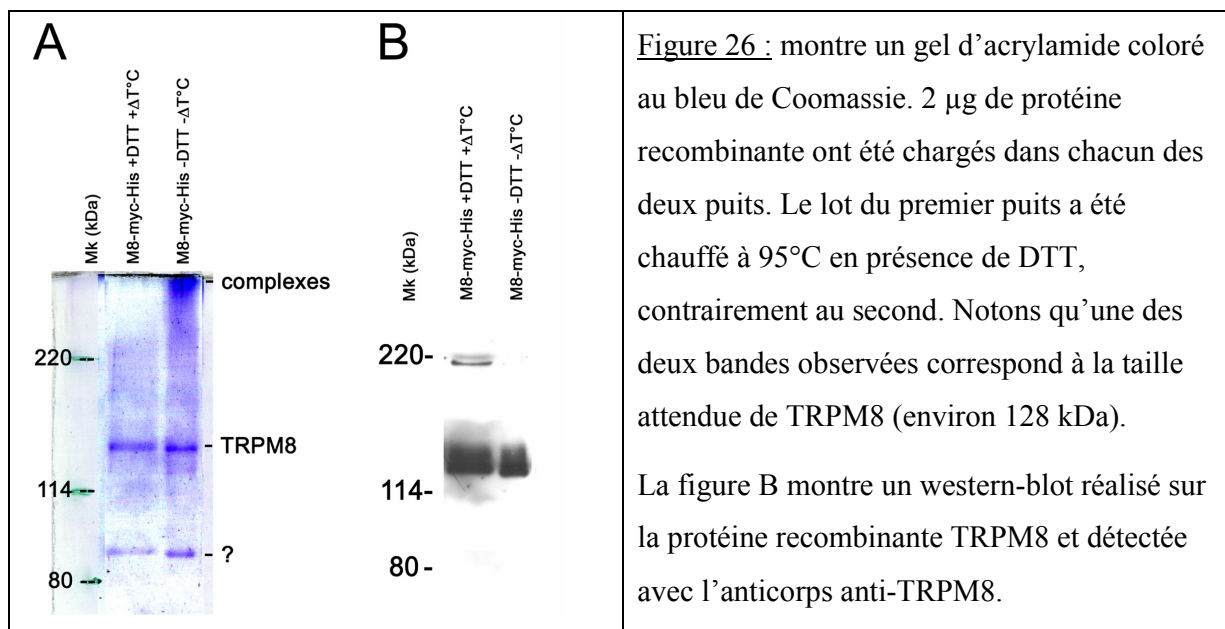 A
Mk (kDa)
M8-myc-His +DTT +ΔT°C
M8-myc-His -DTT -ΔT°C
complexes
220
TRPM8
114
?
80
B
Mk (kDa)
M8-myc-His +DTT +ΔT°C
M8-myc-His -DTT -ΔT°C
220-
114-
80 -
Figure 26 : montre un gel d’acrylamide coloré
au bleu de Coomassie. 2 µg de protéine
recombinante ont été chargés dans chacun des
deux puits. Le lot du premier puits a été
chauffé à 95°C en présence de DTT,
contrairement au second. Notons qu’une des
deux bandes observées correspond à la taille
attendue de TRPM8 (environ 128 kDa).
La figure B montre un western-blot réalisé sur
la protéine recombinante TRPM8 et détectée
avec l’anticorps anti-TRPM8.